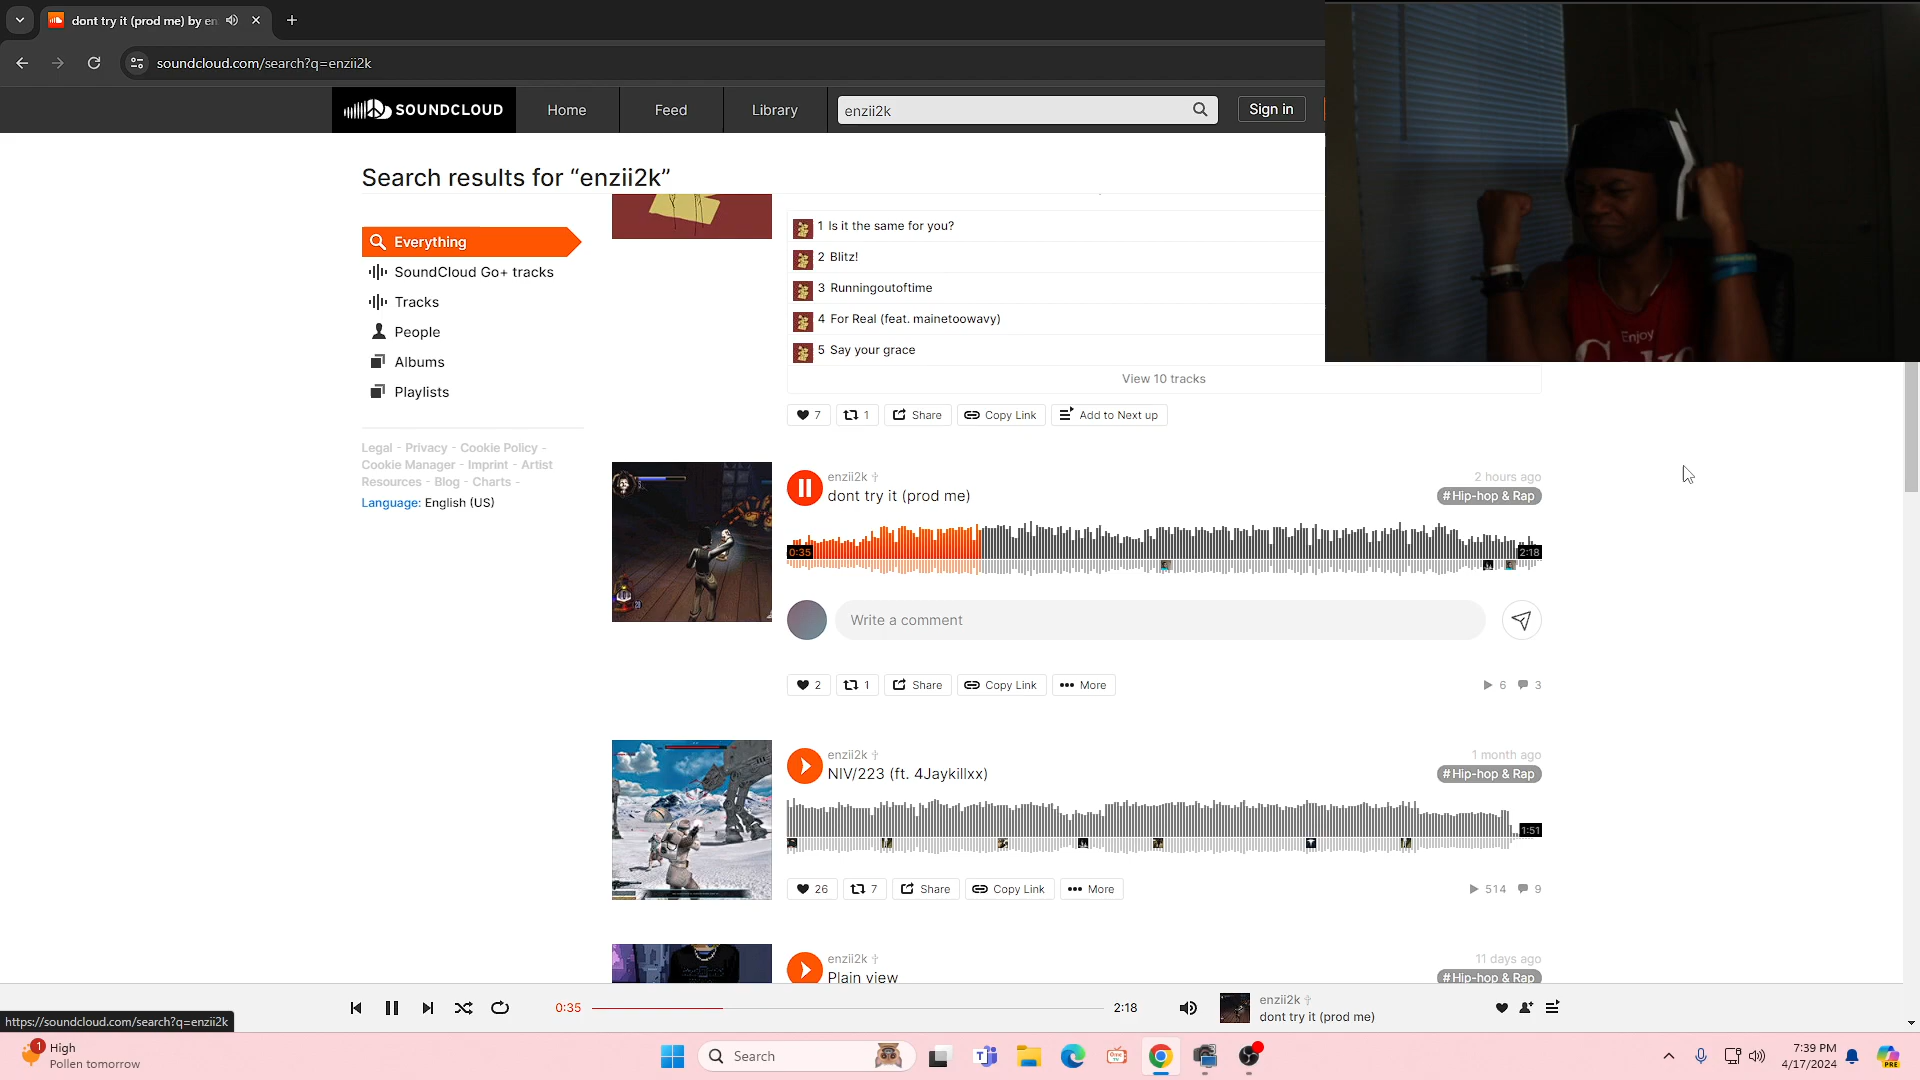 dont try it (prod me) by en
soundcloud.com/search?q=enzii2k
SOUNDCLOUD
Home
Feed
Library
enzii2k
Sign in
Search results for “enzii2k”
Everything
SoundCloud Go+ tracks
Tracks
People
Albums
Playlists
Legal - Privacy - Cookie Policy -
Cookie Manager - Imprint - Artist
Resources - Blog - Charts -
Language: English (US)
1 Is it the same for you?
2 Blitz!
3 Runningoutoftime
4 For Real (feat. mainetoowavy)
5 Say your grace
View 10 tracks
7
1
Share
Copy Link
Add to Next up
Enjoy
enzii2k †
2 hours ago
dont try it (prod me)
# Hip-hop & Rap
0:35
2:18
Write a comment
2
1
Share
Copy Link
More
6
3
enzii2k †
1 month ago
NIV/223 (ft. 4Jaykillxx)
# Hip-hop & Rap
1:51
26
7
Share
Copy Link
More
514
9
enzii2k †
11 days ago
Plain view
# Hip-hop & Rap
0:35
2:18
enzii2k †
dont try it (prod me)
https://soundcloud.com/search?q=enzii2k
1
High
Pollen tomorrow
Search
7:39 PM
4/17/2024
PRE